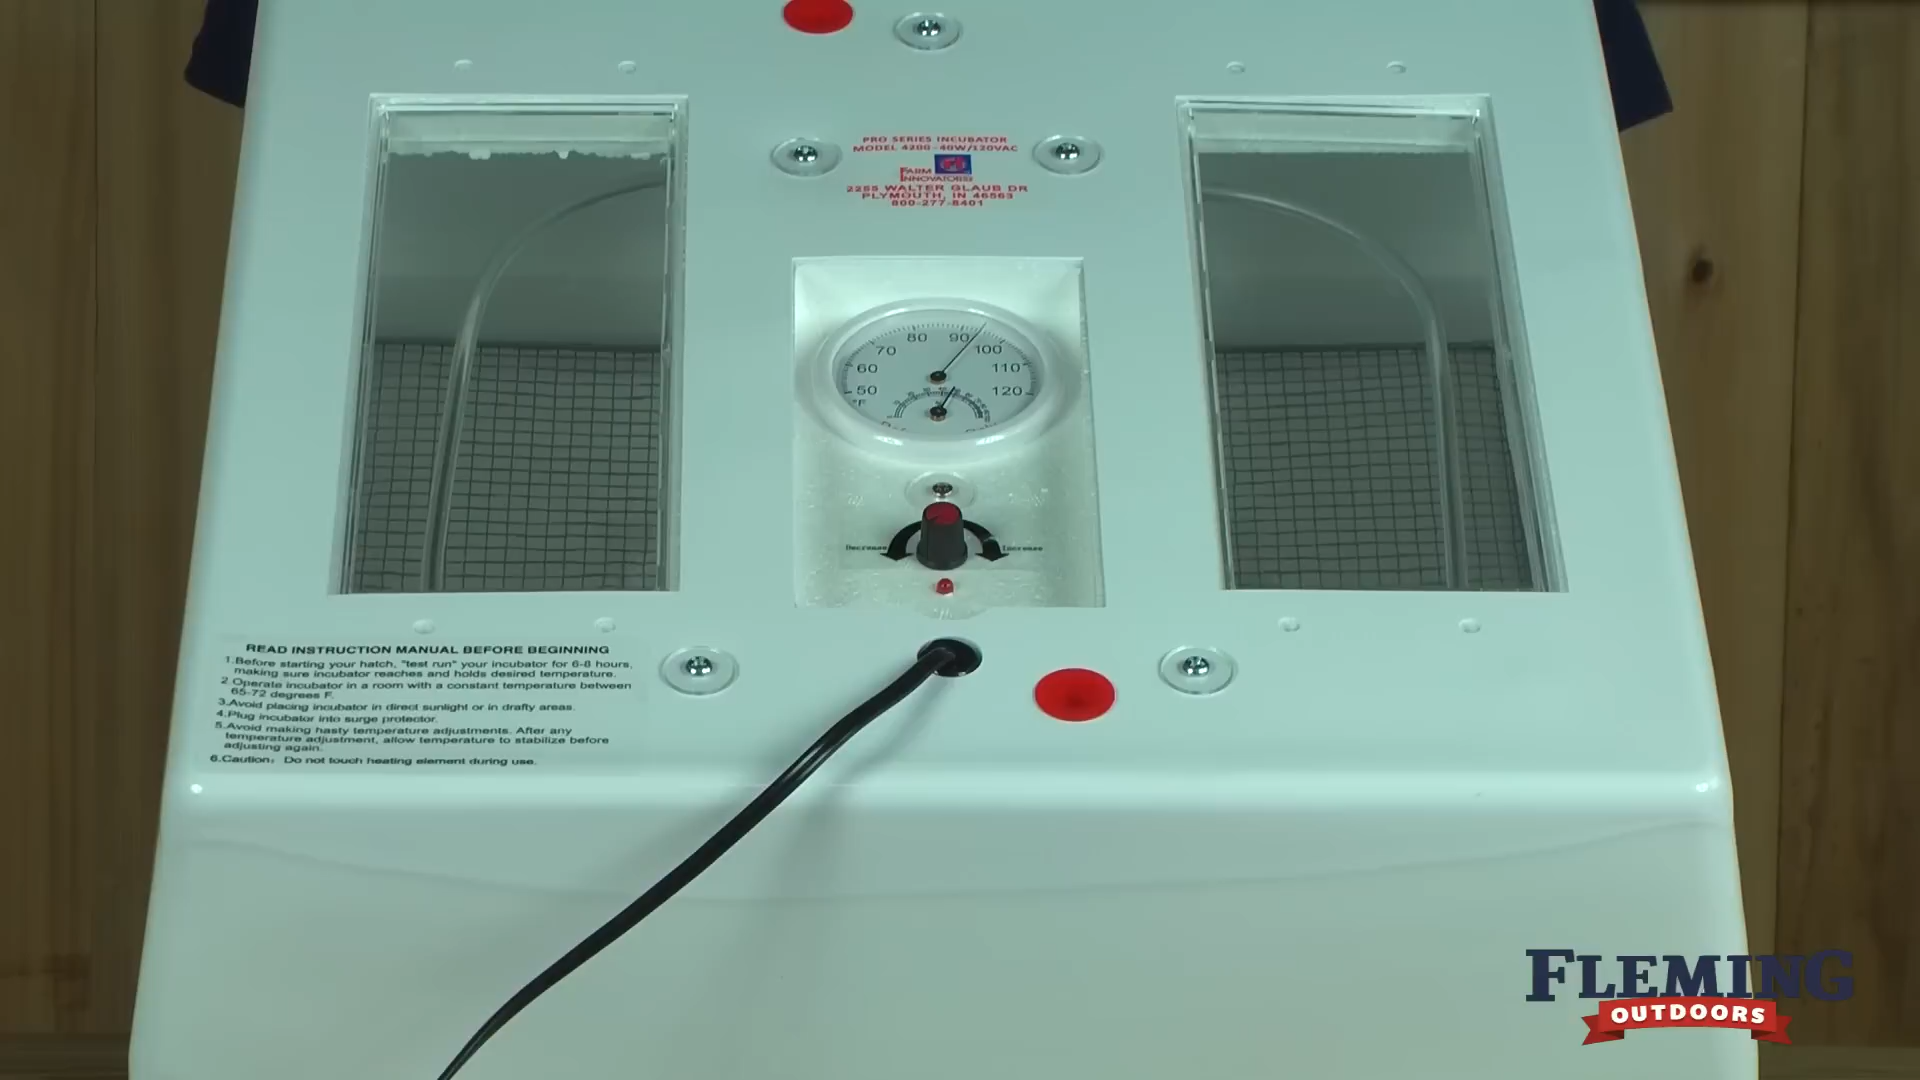 PRO SERIES INCUBATOR
MODEL 4200-40W/120VAC
FARM
INNOVATORS
2255 WALTER GLAUB DR
PLYMOUTH, IN 46563
800-277-8401
50 60 70 80 90 100 110 120
°F
Decrease Increase
READ INSTRUCTION MANUAL BEFORE BEGINNING
1.Before starting your hatch, "test run" your incubator for 6-8 hours,
making sure incubator reaches and holds desired temperature.
2.Operate incubator in a room with a constant temperature between
65-72 degrees F.
3.Avoid placing incubator in direct sunlight or in drafty areas.
4.Plug incubator into surge protector.
5.Avoid making hasty temperature adjustments. After any
temperature adjustment, allow temperature to stabilize before
adjusting again.
6.Caution: Do not touch heating element during use.
FLEMING
OUTDOORS